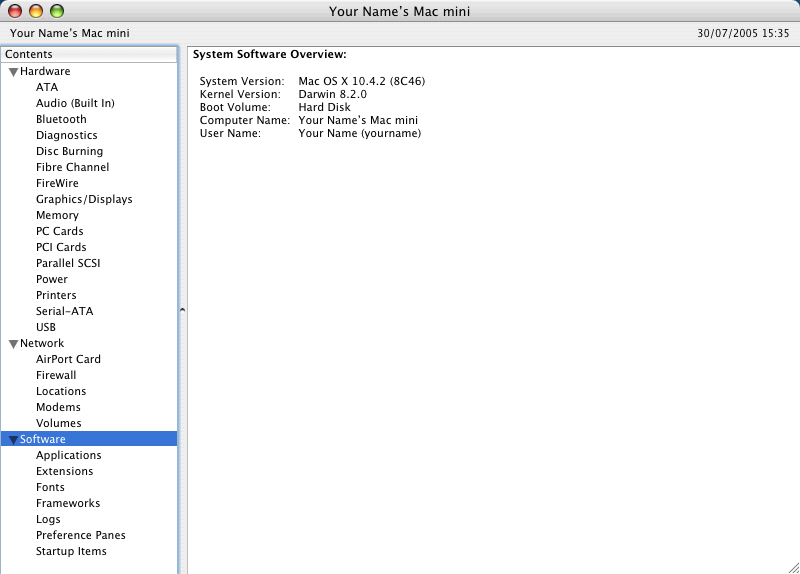 Your Name's Mac mini
Your Name's Mac mini 30/07/2005 15:35
Contents
Hardware
ATA
Audio (Built In)
Bluetooth
Diagnostics
Disc Burning
Fibre Channel
FireWire
Graphics/Displays
Memory
PC Cards
PCI Cards
Parallel SCSI
Power
Printers
Serial-ATA
USB
Network
AirPort Card
Firewall
Locations
Modems
Volumes
Software
Applications
Extensions
Fonts
Frameworks
Logs
Preference Panes
Startup Items
System Software Overview:
System Version: Mac OS X 10.4.2 (8C46)
Kernel Version: Darwin 8.2.0
Boot Volume: Hard Disk
Computer Name: Your Name's Mac mini
User Name: Your Name (yourname)